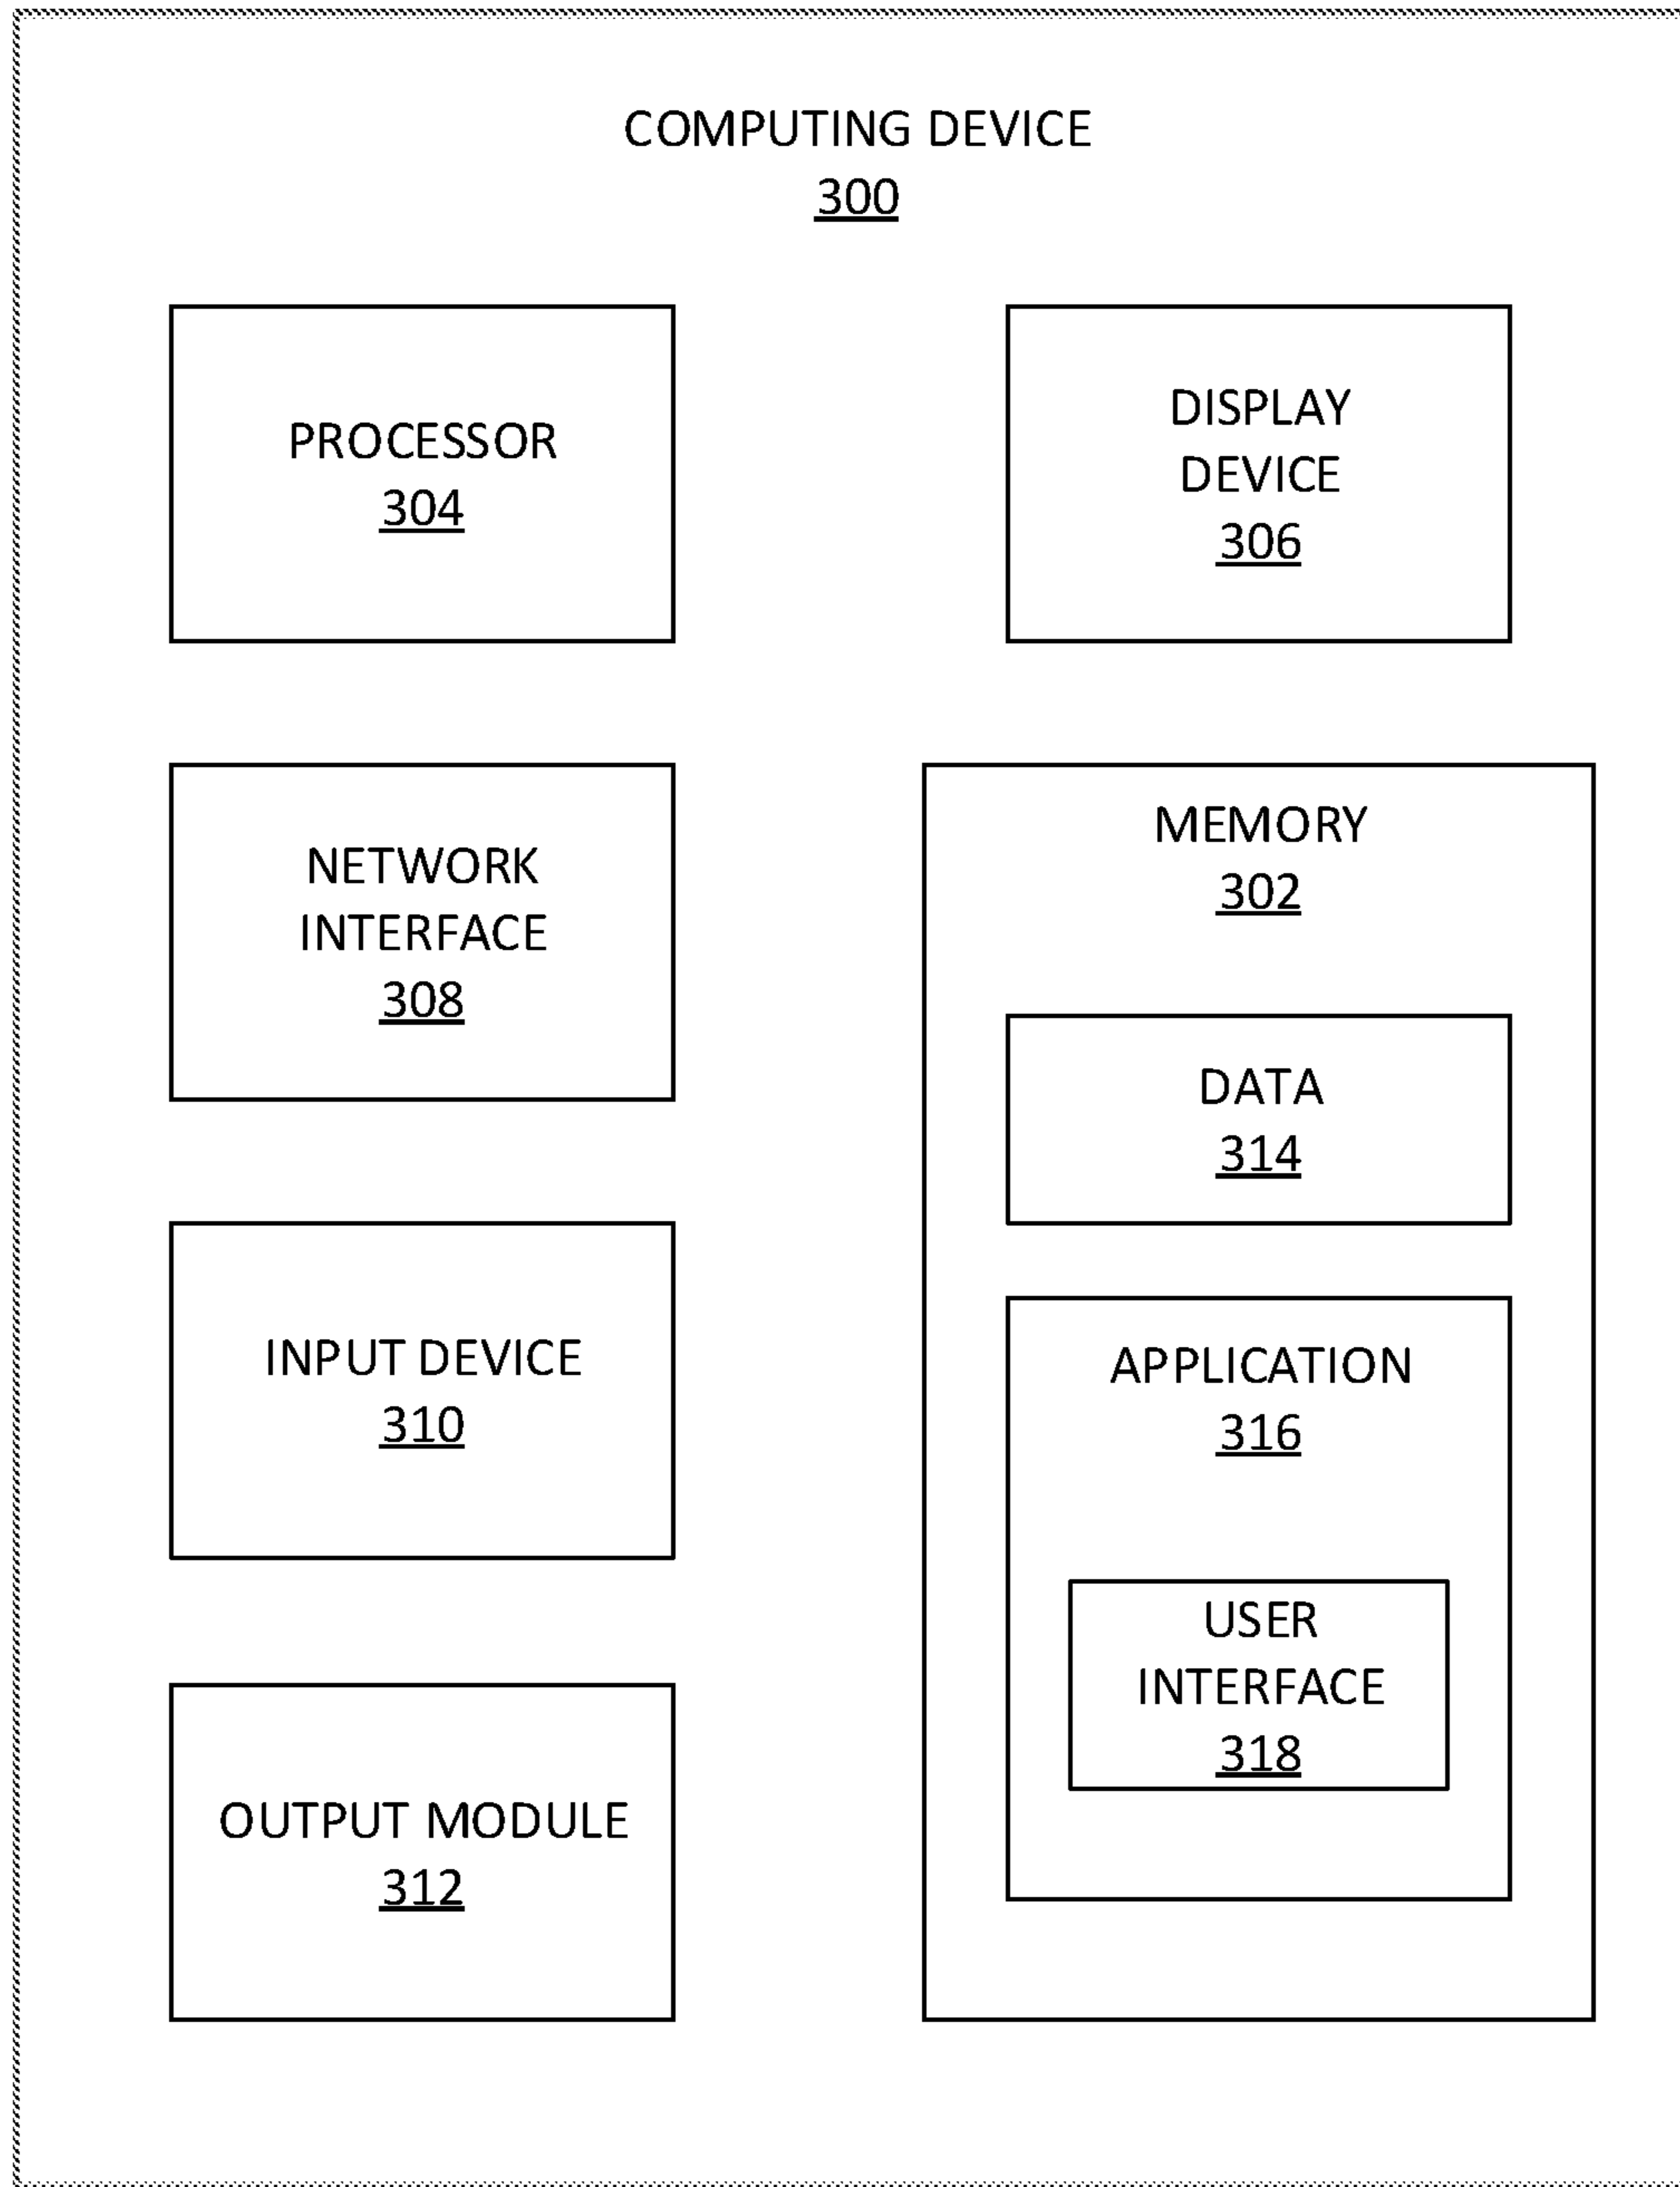 COMPUTING DEVICE
300
PROCESSOR
304
DISPLAY
DEVICE
306
NETWORK
INTERFACE
308
MEMORY
302
DATA
314
INPUT DEVICE
310
APPLICATION
316
USER
INTERFACE
318
OUTPUT MODULE
312